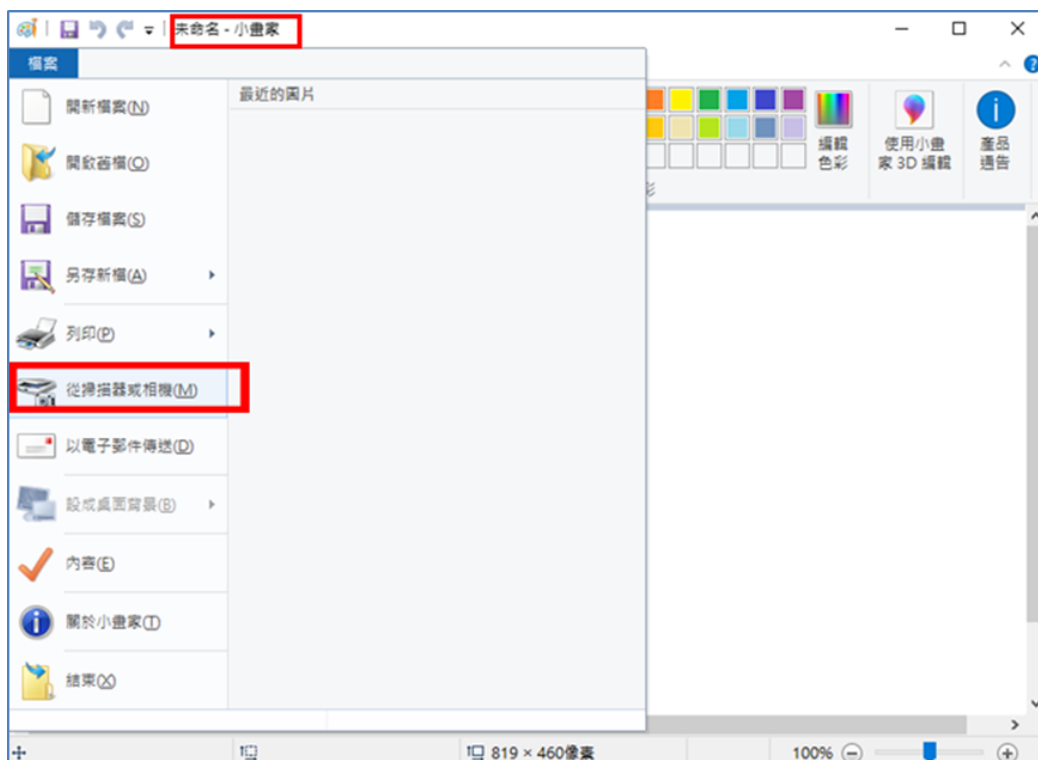 未命名 - 小畫家
檔案
最近的圖片
開新檔案(N)
開啟舊檔(O)
儲存檔案(S)
另存新檔(A)
列印(P)
從掃描器或相機(M)
以電子郵件傳送(D)
設成桌面背景(B)
內容(E)
關於小畫家(T)
結束(X)
編輯
色彩
使用小畫
家 3D 編輯
產品
通告
彩
819 × 460像素
100%